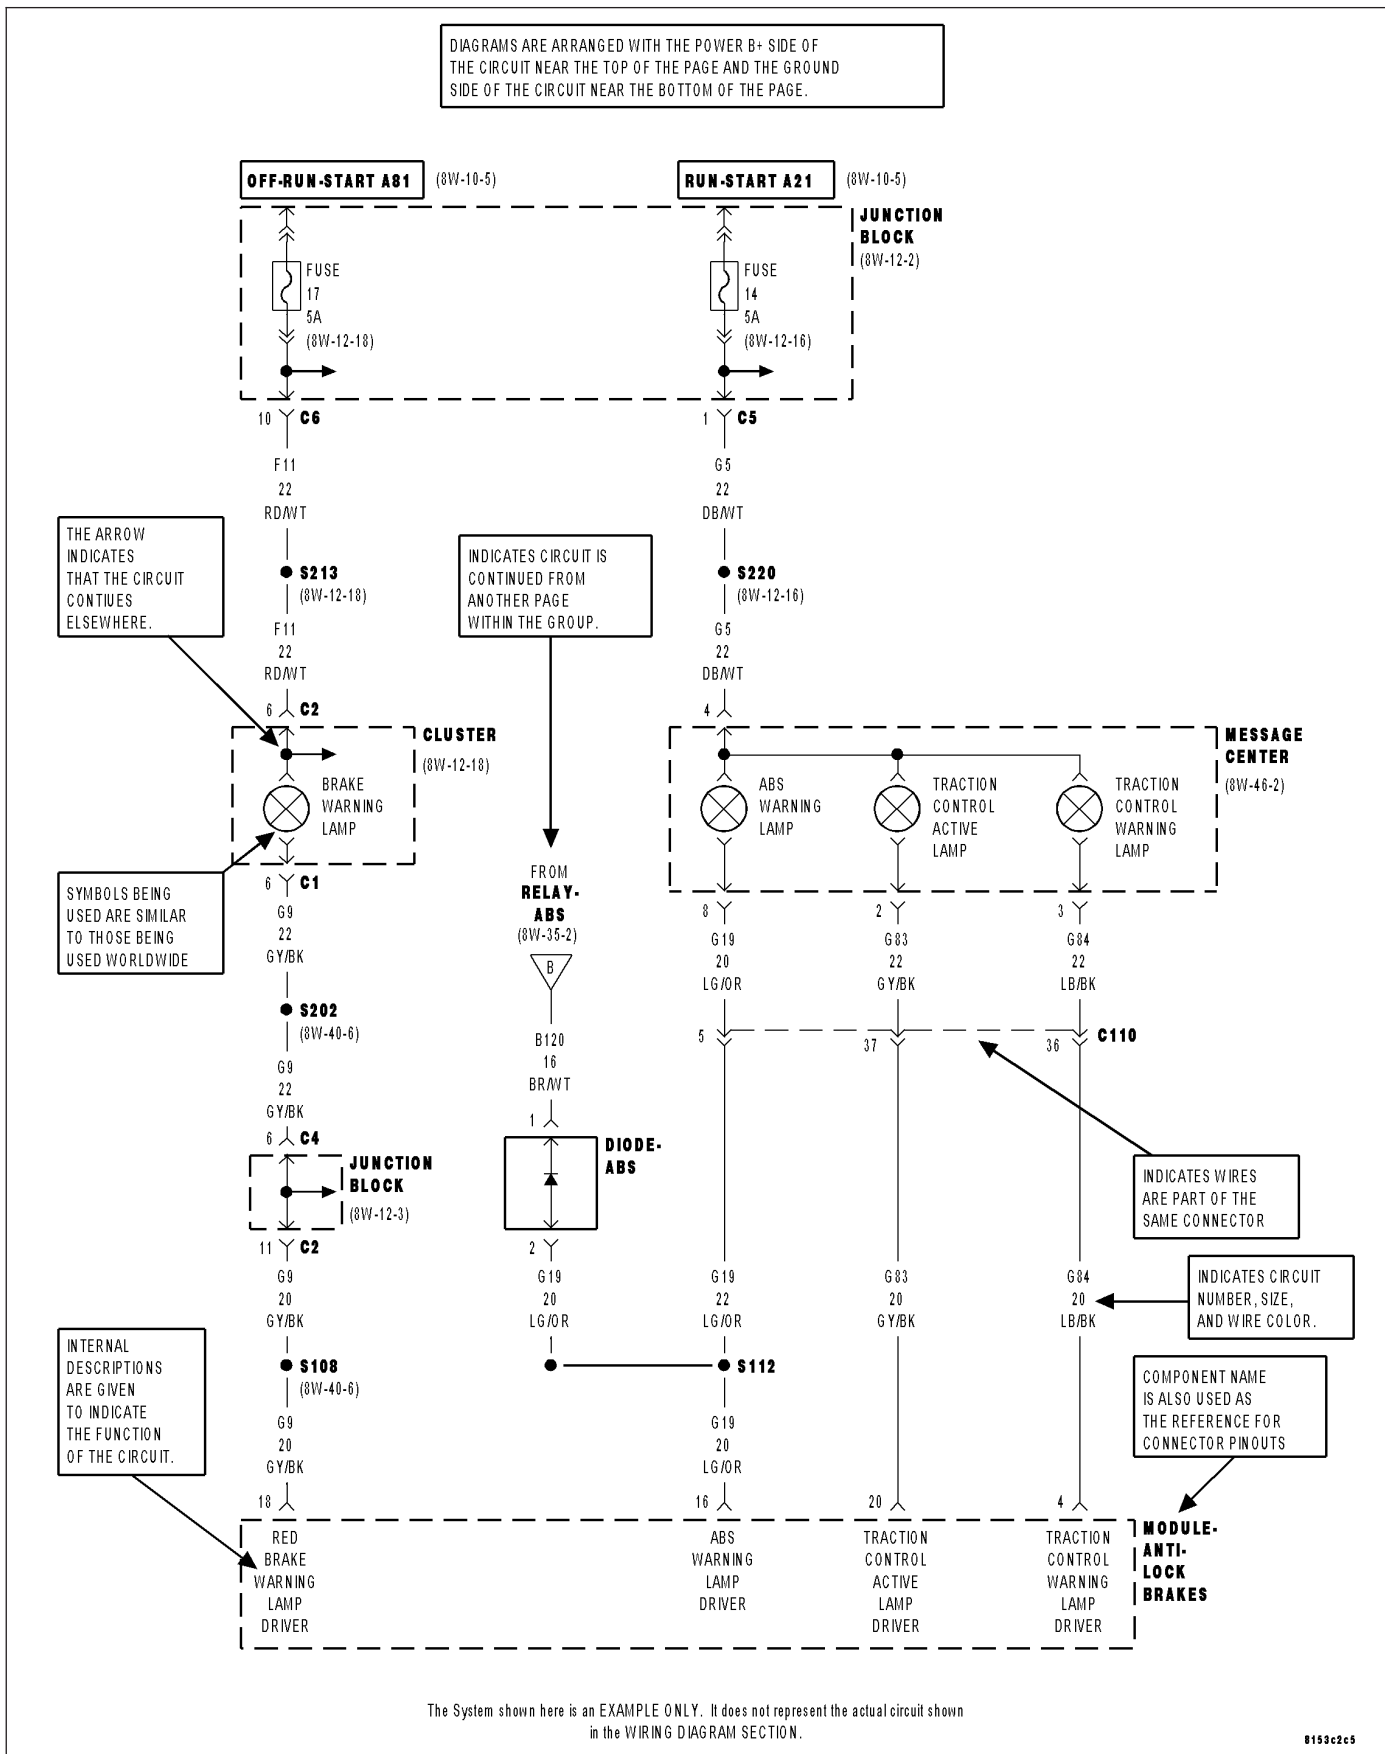 DIAGRAMS ARE ARRANGED WITH THE POWER B+ SIDE OF
THE CIRCUIT NEAR THE TOP OF THE PAGE AND THE GROUND
SIDE OF THE CIRCUIT NEAR THE BOTTOM OF THE PAGE.
OFF-RUN-START A81 (8W-10-5)
RUN-START A21 (8W-10-5)
JUNCTION
BLOCK
(8W-12-2)
FUSE
17
5A
(8W-12-18)
FUSE
14
5A
(8W-12-16)
10 C6
1 C5
F11
22
RD/WT
G5
22
DB/WT
THE ARROW
INDICATES
THAT THE CIRCUIT
CONTIUES
ELSEWHERE.
INDICATES CIRCUIT IS
CONTINUED FROM
ANOTHER PAGE
WITHIN THE GROUP.
S213
(8W-12-18)
S220
(8W-12-16)
F11
22
RD/WT
G5
22
DB/WT
6 C2
4
CLUSTER
(8W-12-18)
BRAKE
WARNING
LAMP
MESSAGE
CENTER
(8W-46-2)
ABS
WARNING
LAMP
TRACTION
CONTROL
ACTIVE
LAMP
TRACTION
CONTROL
WARNING
LAMP
SYMBOLS BEING
USED ARE SIMILAR
TO THOSE BEING
USED WORLDWIDE
6 C1
G9
22
GY/BK
FROM
RELAY-
ABS
(8W-35-2)
B
8
G19
20
LG/OR
2
G83
22
GY/BK
3
G84
22
LB/BK
S202
(8W-40-6)
5
37
36 C110
G9
22
GY/BK
B120
16
BR/WT
6 C4
1
JUNCTION
BLOCK
(8W-12-3)
DIODE-
ABS
INDICATES WIRES
ARE PART OF THE
SAME CONNECTOR
11 C2
2
G9
20
GY/BK
G19
20
LG/OR
G19
22
LG/OR
G83
20
GY/BK
G84
20
LB/BK
INDICATES CIRCUIT
NUMBER, SIZE,
AND WIRE COLOR.
INTERNAL
DESCRIPTIONS
ARE GIVEN
TO INDICATE
THE FUNCTION
OF THE CIRCUIT.
S108
(8W-40-6)
S112
COMPONENT NAME
IS ALSO USED AS
THE REFERENCE FOR
CONNECTOR PINOUTS
G9
20
GY/BK
G19
20
LG/OR
18
16
20
4
RED
BRAKE
WARNING
LAMP
DRIVER
ABS
WARNING
LAMP
DRIVER
TRACTION
CONTROL
ACTIVE
LAMP
DRIVER
TRACTION
CONTROL
WARNING
LAMP
DRIVER
MODULE-
ANTI-
LOCK
BRAKES
The System shown here is an EXAMPLE ONLY. It does not represent the actual circuit shown
in the WIRING DIAGRAM SECTION.
8153c2c5